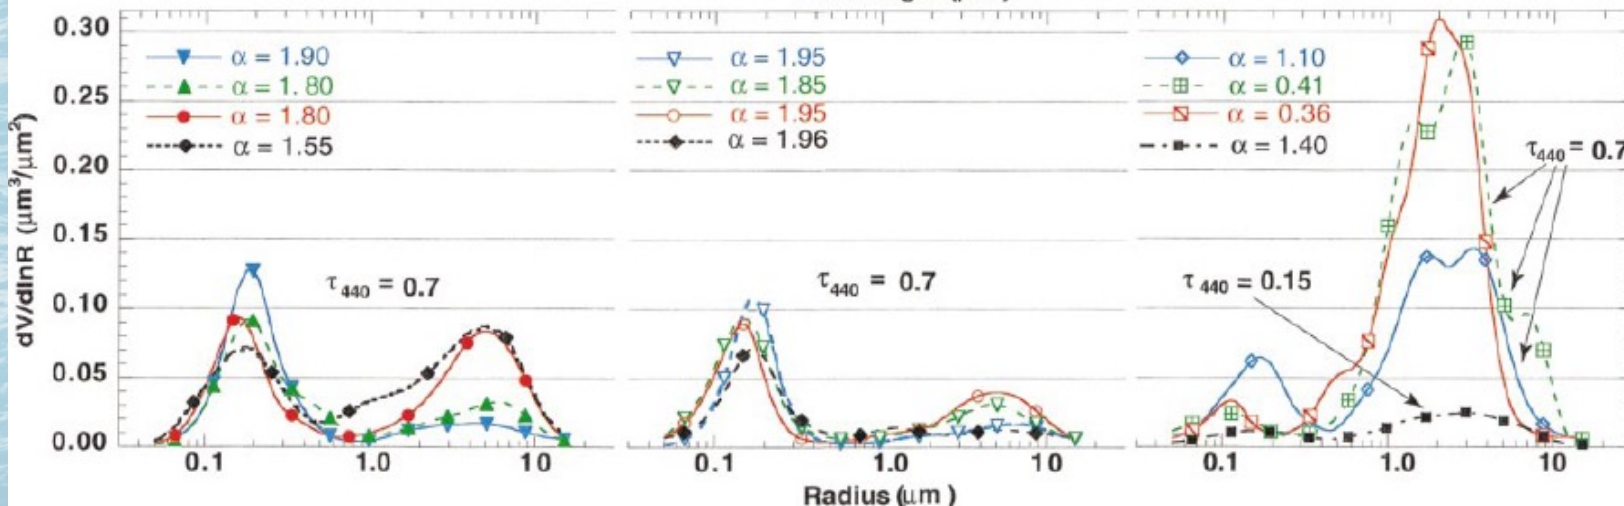 dV/dlnR (μm³/μm²)
0.30
0.25
0.20
0.15
0.10
0.05
0.00
α = 1.90
α = 1.80
α = 1.80
α = 1.55
τ440 = 0.7
0.1
1.0
10
α = 1.95
α = 1.85
α = 1.95
α = 1.96
τ440 = 0.7
0.1
1.0
10
Radius (μm)
α = 1.10
α = 0.41
α = 0.36
α = 1.40
τ440 = 0.7
τ440 = 0.15
0.1
1.0
10